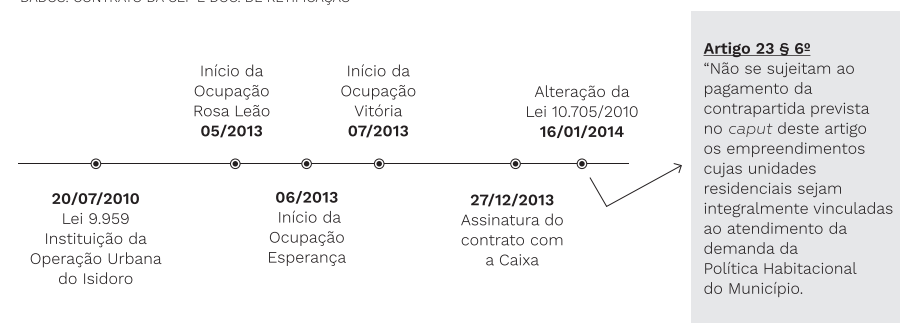 DADOS: CONTRATO DA CEF E DOC. DE RETIFICAÇÃO
Início da
Ocupação
Rosa Leão
05/2013
Início da
Ocupação
Vitória
07/2013
Alteração da
Lei 10.705/2010
16/01/2014
20/07/2010
Lei 9.959
Instituição da
Operação Urbana
do Isidoro
06/2013
Início da
Ocupação
Esperança
27/12/2013
Assinatura do
contrato com
a Caixa
Artigo 23 § 6º
“Não se sujeitam ao
pagamento da
contrapartida prevista
no caput deste artigo
os empreendimentos
cujas unidades
residenciais sejam
integralmente vinculadas
ao atendimento da
demanda da
Política Habitacional
do Município.